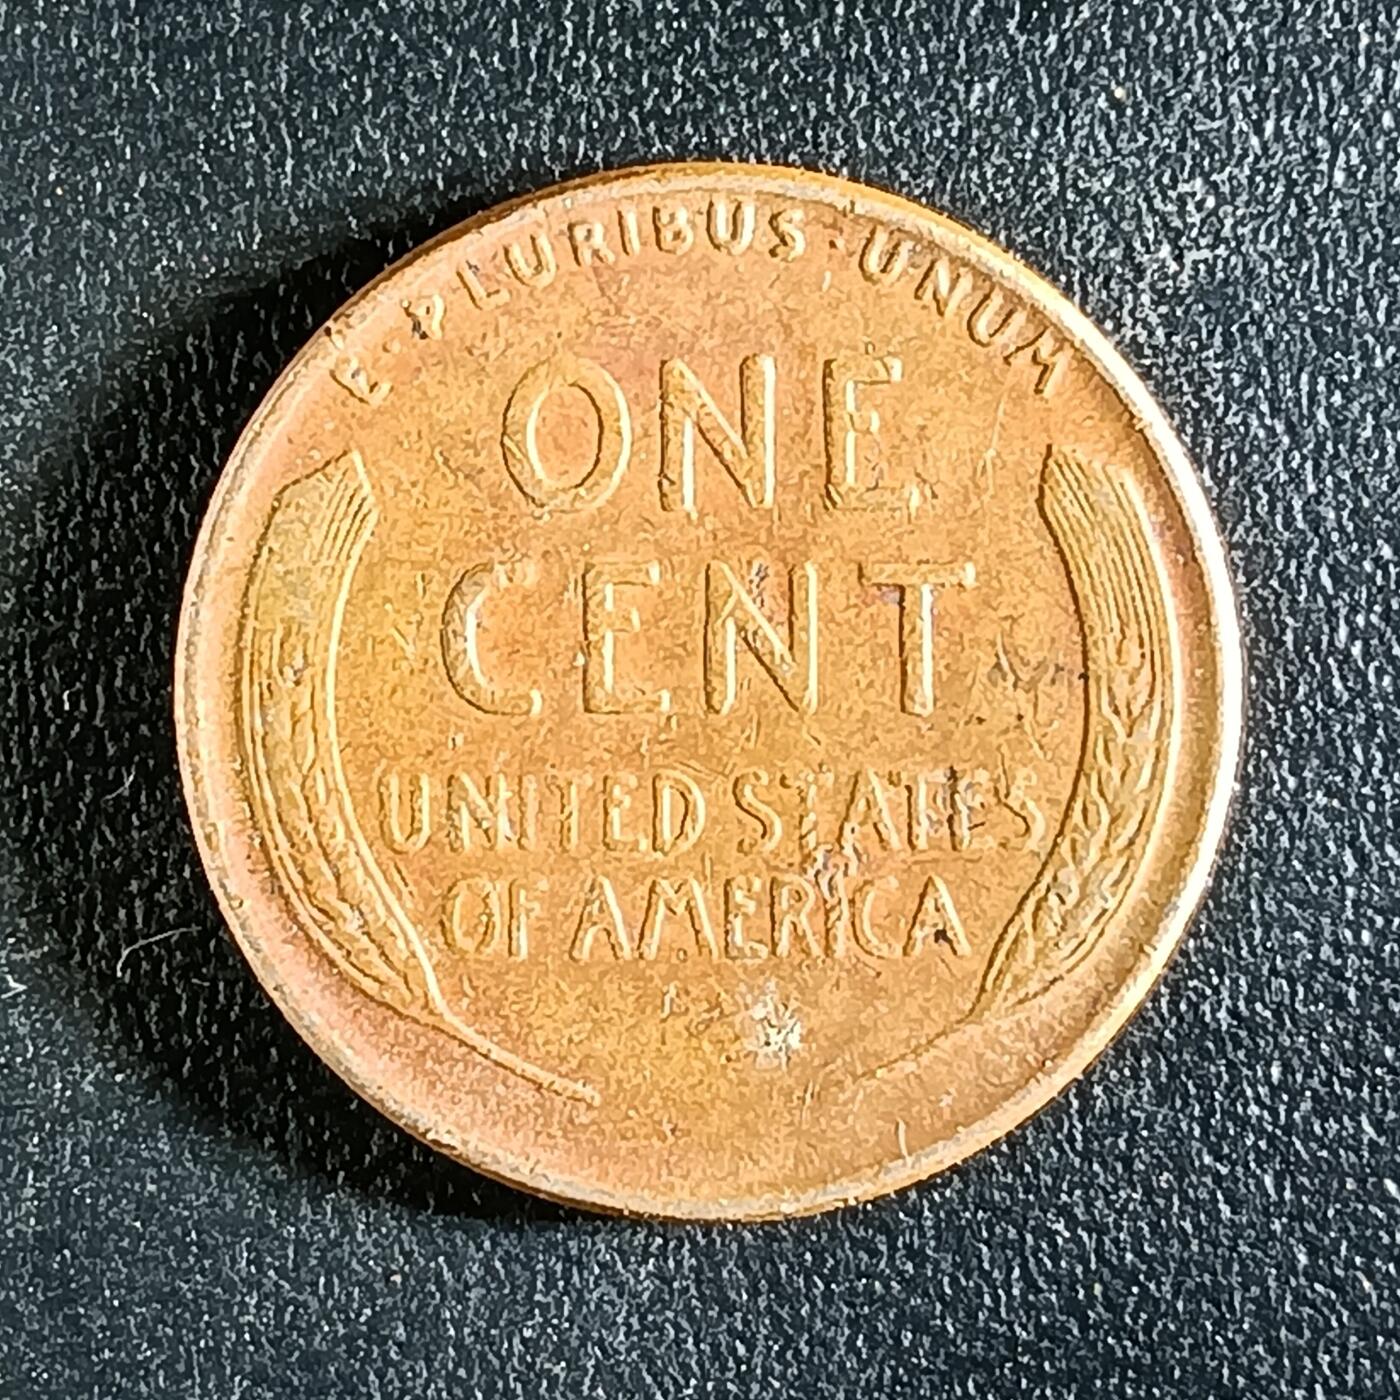 E·PLURIBUS·UNUM
ONE
CENT
UNITED STATES
OF AMERICA